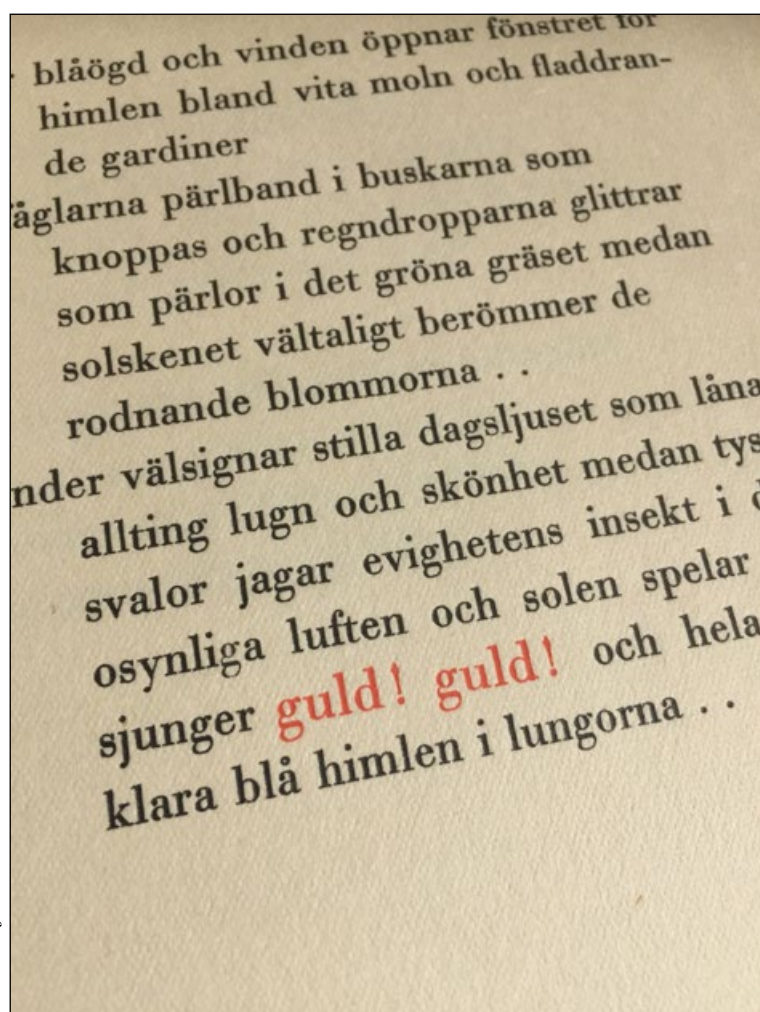 blåögd och vinden öppnar fönstret för
himlen bland vita moln och fladdran-
de gardiner
åglarna pärlband i buskarna som
knoppas och regndropparna glittrar
som pärlor i det gröna gräset medan
solskenet vältaligt berömmer de
rodnande blommorna . .
nder välsignar stilla dagsljuset som låna
allting lugn och skönhet medan tys
svalor jagar evighetens insekt i d
osynliga luften och solen spelar
sjunger guld! guld! och hela
klara blå himlen i lungorna . .